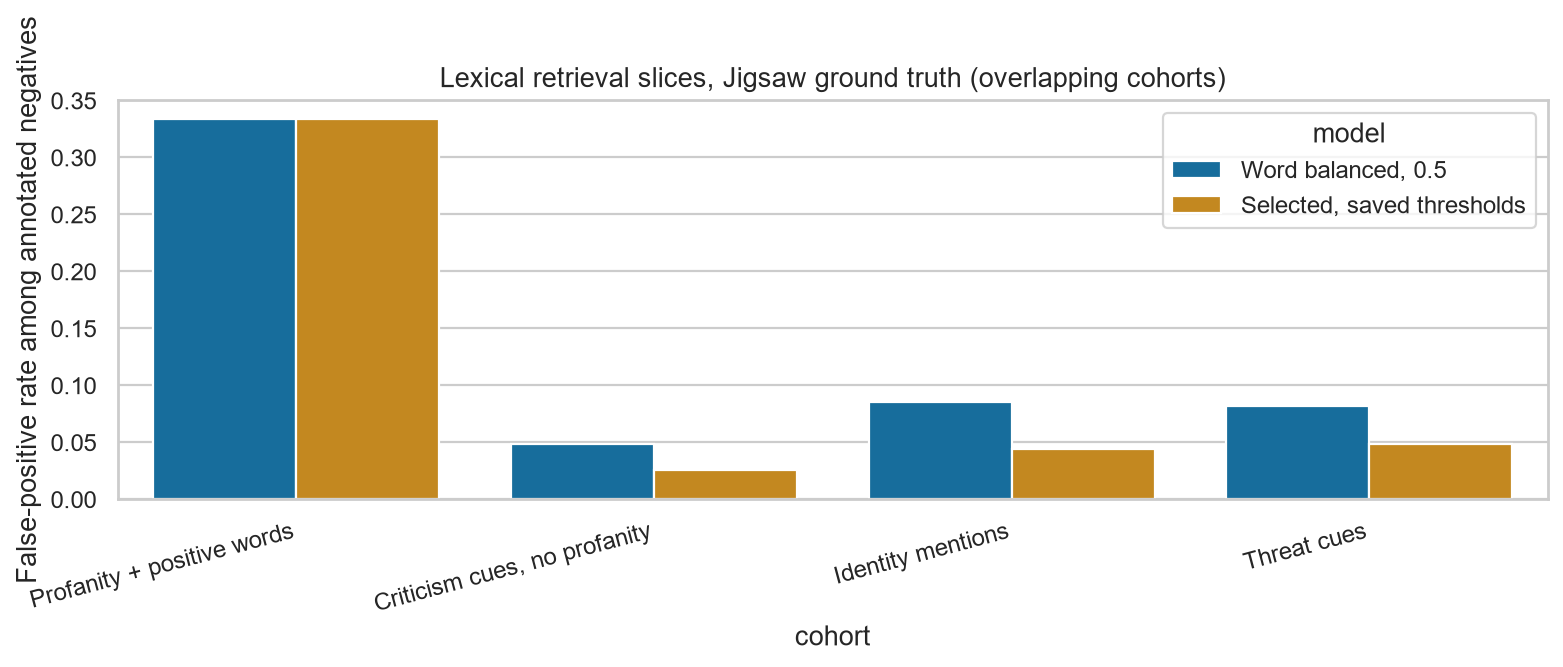 Lexical retrieval slices, Jigsaw ground truth (overlapping cohorts)
False-positive rate among annotated negatives
0.35
0.30
0.25
0.20
0.15
0.10
0.05
0.00
model
Word balanced, 0.5
Selected, saved thresholds
Profanity + positive words
Criticism cues, no profanity
Identity mentions
Threat cues
cohort